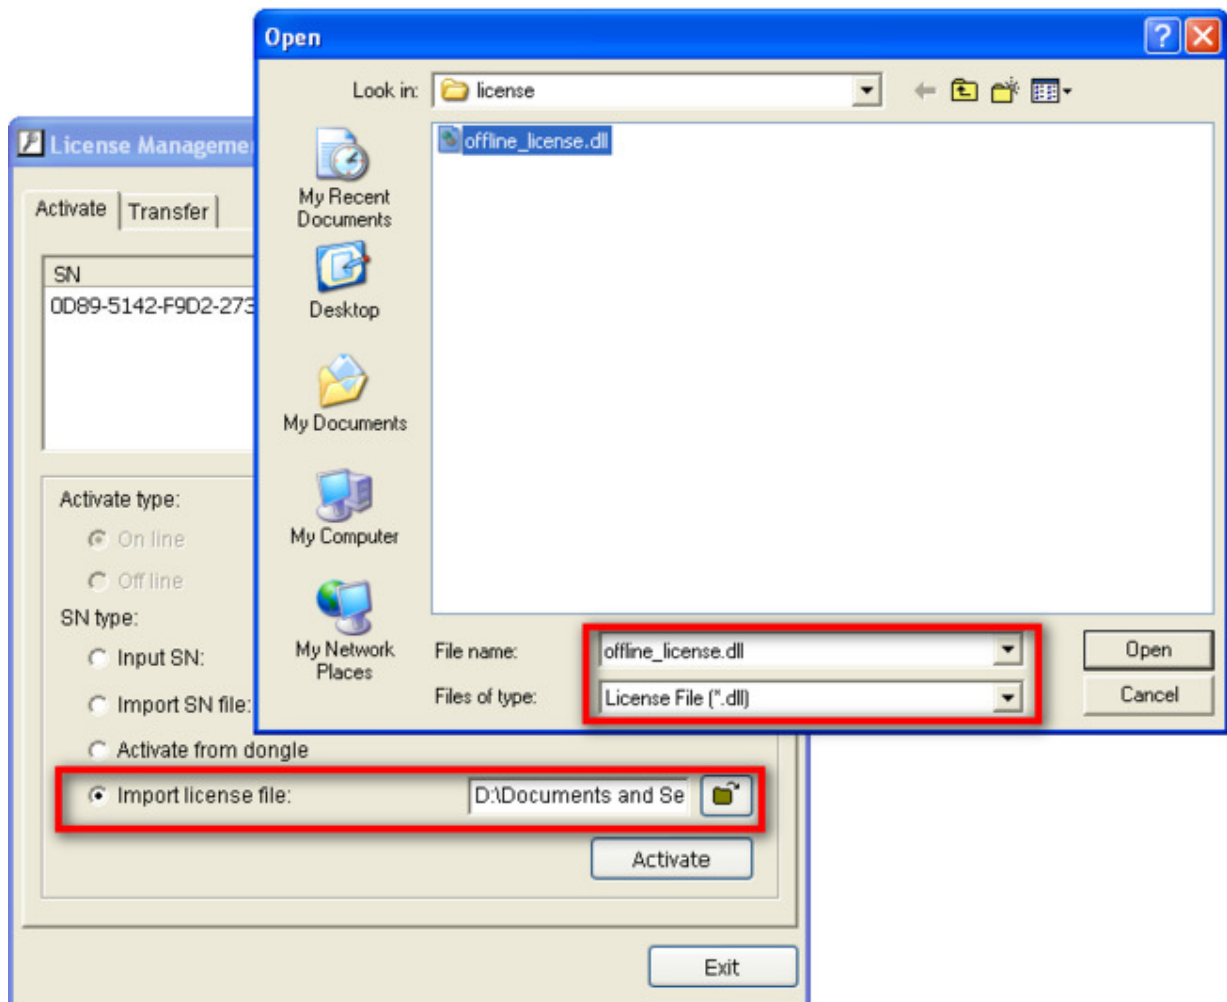 Open
Look in:
license
offline_license.dll
My Recent
Documents
Desktop
My Documents
My Computer
My Network
Places
File name:
offline_license.dll
Open
Files of type:
License File (*.dll)
Cancel
License Manageme
Activate
Transfer
SN
0D89-5142-F9D2-273
Activate type:
On line
Off line
SN type:
Input SN:
Import SN file:
Activate from dongle
Import license file:
D:\Documents and Se
Activate
Exit